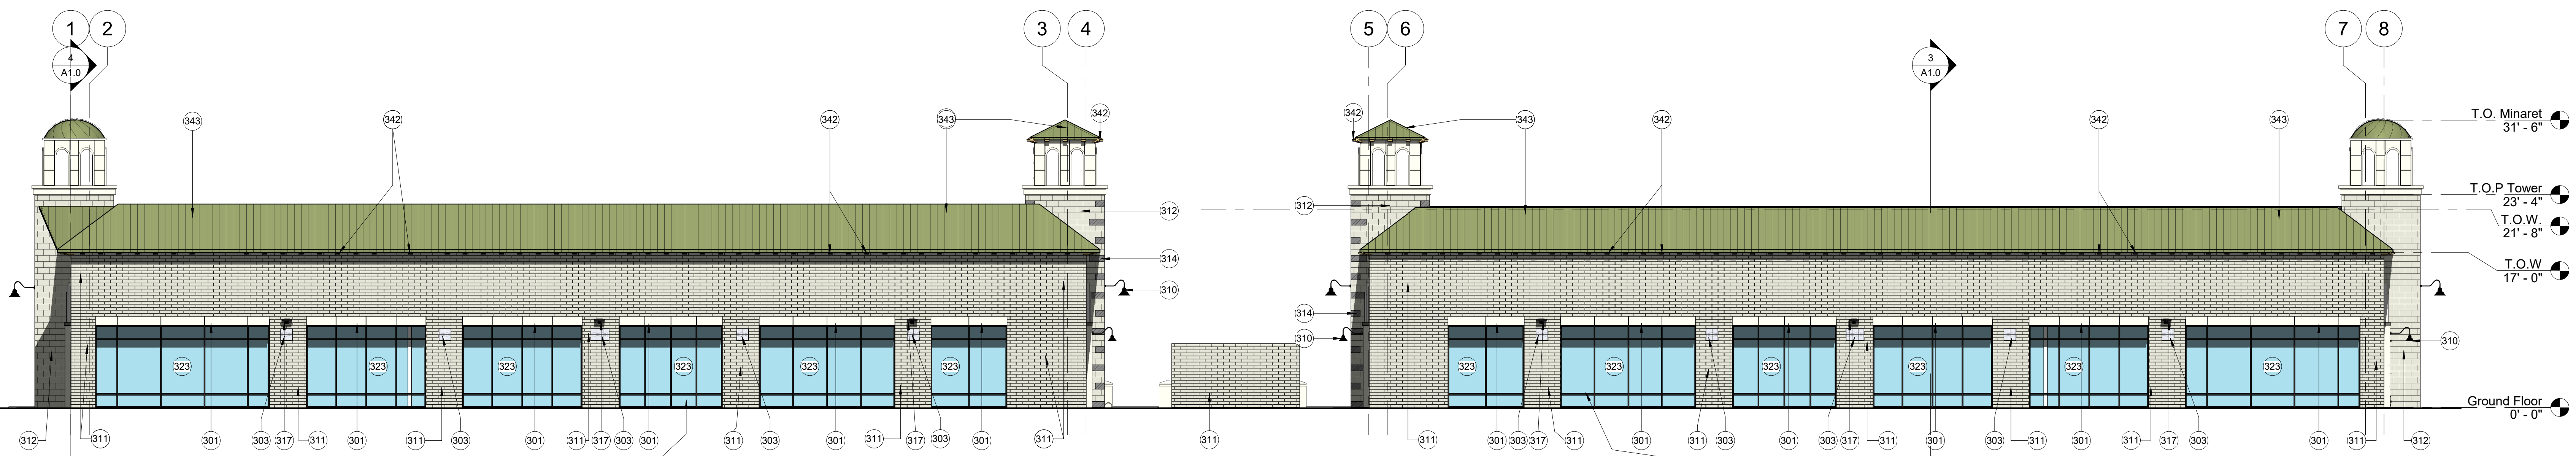 1 2 3 4 5 6 7 8
4
A1.0
3
A1.0
343 342 342 343 342 342 343 342 342 343
T.O. Minaret
31' - 6"
T.O.P Tower
23' - 4"
312 312
T.O.W.
21' - 8"
314
T.O.W
17' - 0"
310
314
310 310
323 323 323 323 323 323 323 323 323 323 323 323
Ground Floor
0' - 0"
312 311 301 303 317 311 301 311 303 301 311 317 303 301 311 303 301 311 317 303 301 311 311 311 301 303 317 311 301 311 303 301 303 317 311 301 303 311 301 311 317 303 301 311 312